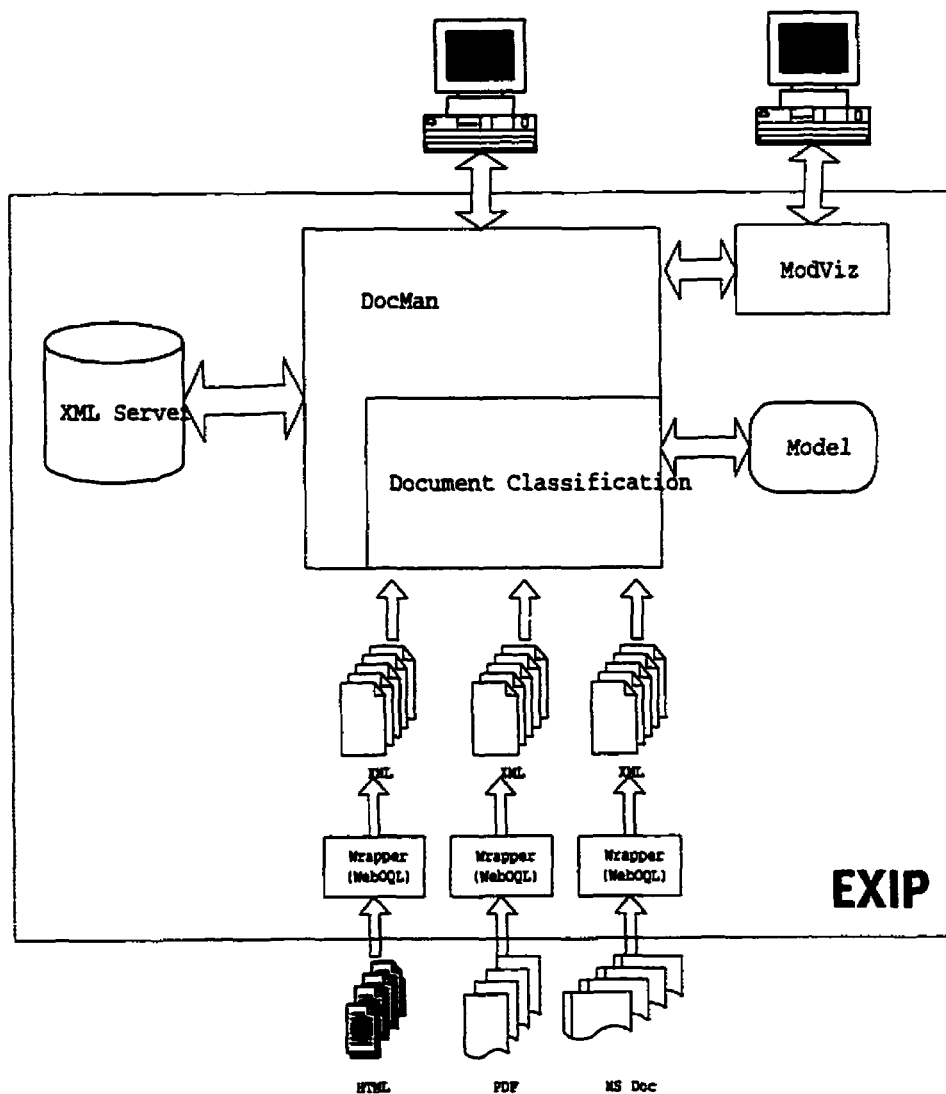 ModViz
DocMan
XML Server
Model
Document Classification
XML
XML
XML
Wrapper
(WebOQL)
Wrapper
(WebOQL)
Wrapper
(WebOQL)
EXIP
HTML
PDF
MS Doc